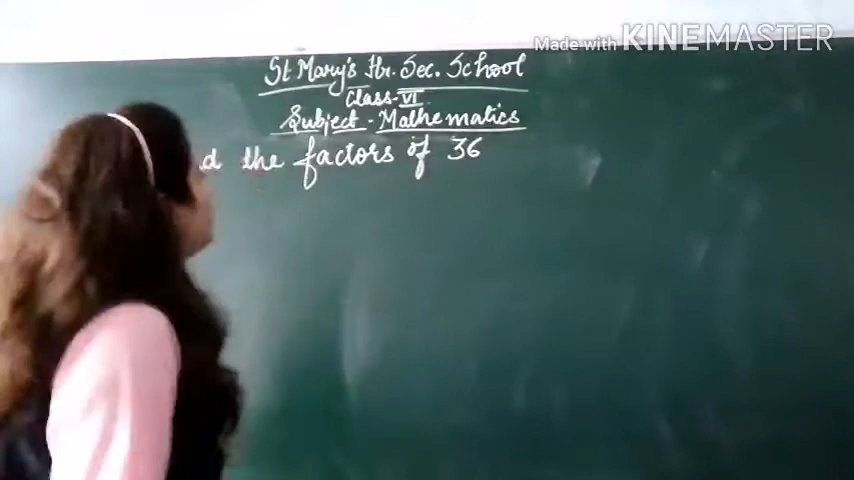 Made with KINEMASTER
St Mary's Hr. Sec. School
Class-VI
Subject - Mathematics
d the factors of 36